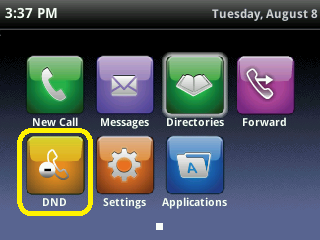 3:37 PM Tuesday, August 8
New Call Messages Directories Forward
A
DND Settings Applications